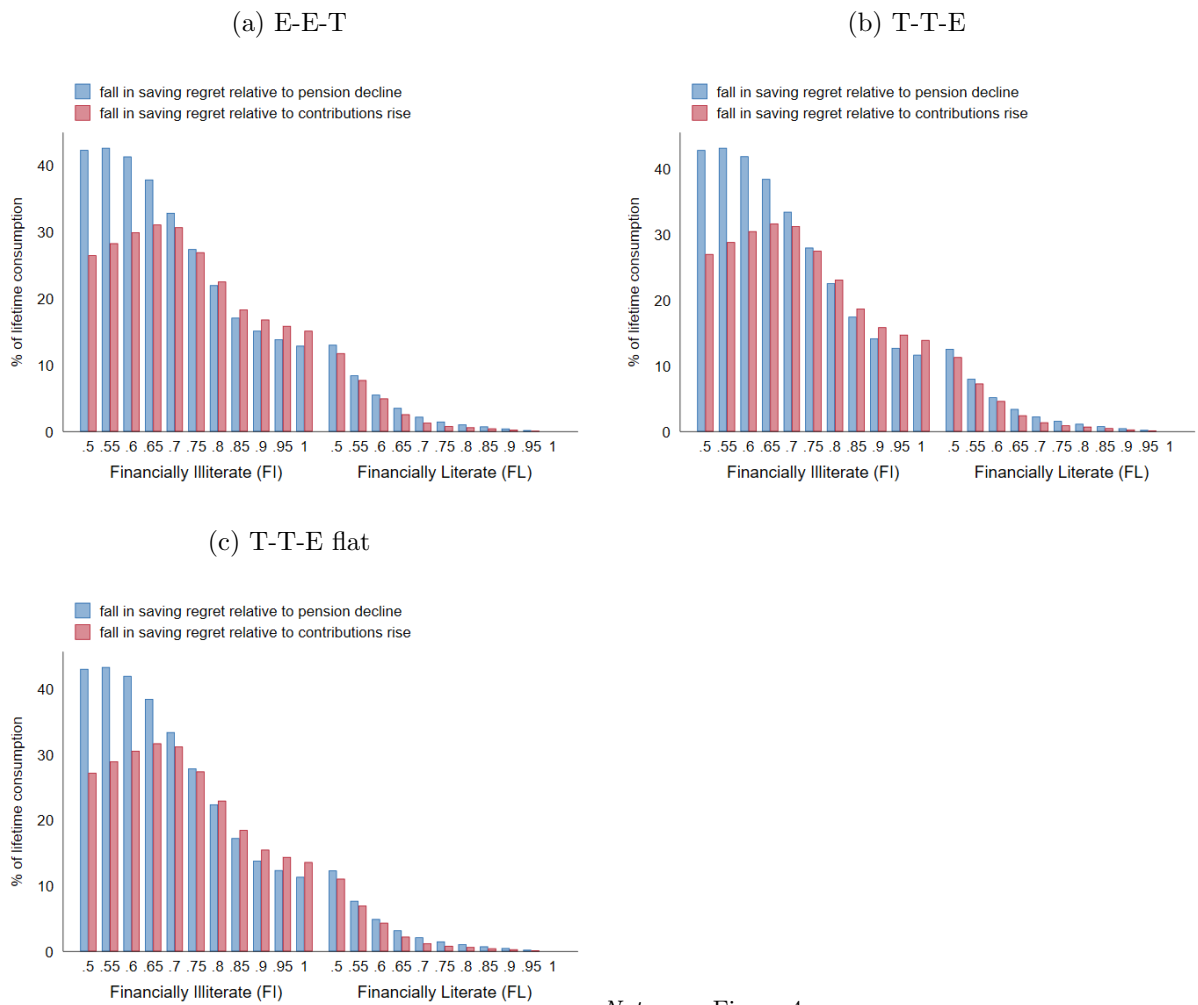 (a) E-E-T
fall in saving regret relative to pension decline
fall in saving regret relative to contributions rise
% of lifetime consumption
40
30
20
10
0
.5 .55 .6 .65 .7 .75 .8 .85 .9 .95 1 .5 .55 .6 .65 .7 .75 .8 .85 .9 .95 1
Financially Illiterate (FI) Financially Literate (FL)
(b) T-T-E
fall in saving regret relative to pension decline
fall in saving regret relative to contributions rise
% of lifetime consumption
40
30
20
10
0
.5 .55 .6 .65 .7 .75 .8 .85 .9 .95 1 .5 .55 .6 .65 .7 .75 .8 .85 .9 .95 1
Financially Illiterate (FI) Financially Literate (FL)
(c) T-T-E flat
fall in saving regret relative to pension decline
fall in saving regret relative to contributions rise
% of lifetime consumption
40
30
20
10
0
.5 .55 .6 .65 .7 .75 .8 .85 .9 .95 1 .5 .55 .6 .65 .7 .75 .8 .85 .9 .95 1
Financially Illiterate (FI) Financially Literate (FL)